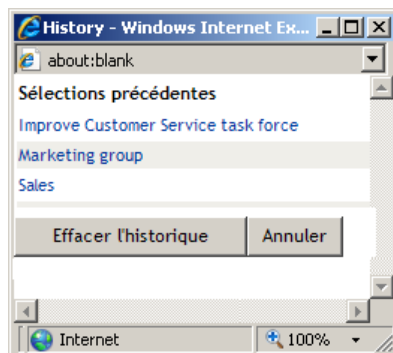 History - Windows Internet Ex...
about:blank
Sélections précédentes
Improve Customer Service task force
Marketing group
Sales
Effacer l'historique Annuler
Internet 100%